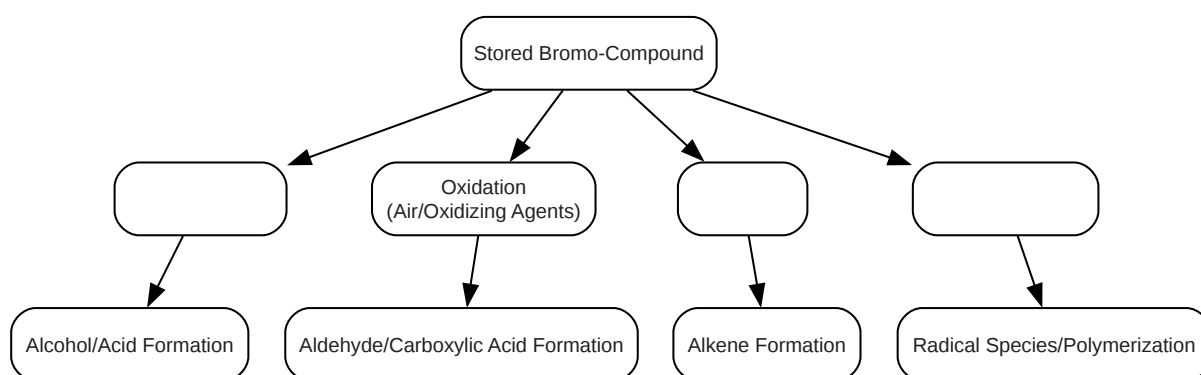 Stored Bromo-Compound
Oxidation
(Air/Oxidizing Agents)
Alcohol/Acid Formation
Aldehyde/Carboxylic Acid Formation
Alkene Formation
Radical Species/Polymerization